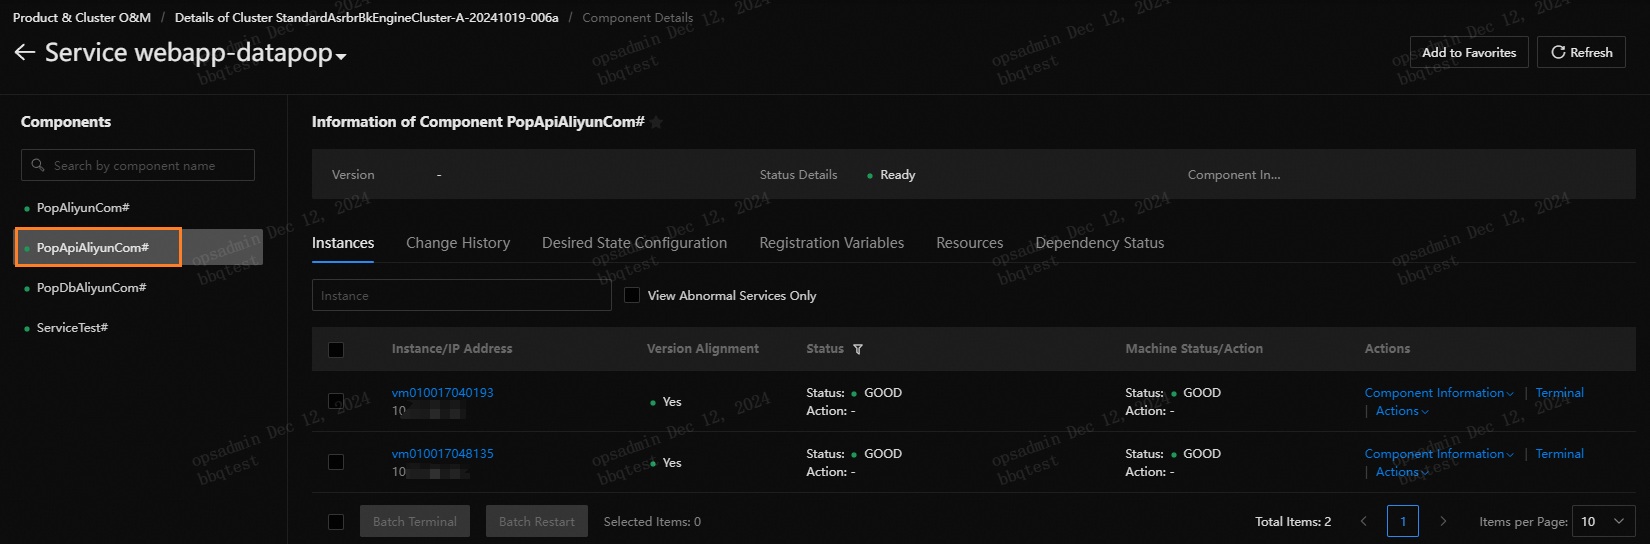 Product & Cluster O&M / Details of Cluster StandardAsrbrBkEngineCluster-A-20241019-006a / Component Details
Service webapp-datapop
Add to Favorites
Refresh
Components
Search by component name
PopAliyunCom#
PopApiAliyunCom#
PopDbAliyunCom#
ServiceTest#
Information of Component PopApiAliyunCom#
Version - Status Details Ready Component In...
Instances Change History Desired State Configuration Registration Variables Resources Dependency Status
Instance View Abnormal Services Only
Instance/IP Address Version Alignment Status Machine Status/Action Actions
vm010017040193 Yes Status: GOOD Status: GOOD Component Information | Terminal
10 Action: - Action: - | Actions
vm010017048135 Yes Status: GOOD Status: GOOD Component Information | Terminal
10 Action: - Action: - | Actions
Batch Terminal Batch Restart Selected Items: 0 Total Items: 2 < 1 > Items per Page: 10
opsadmin Dec 12, 2024
bbqtest